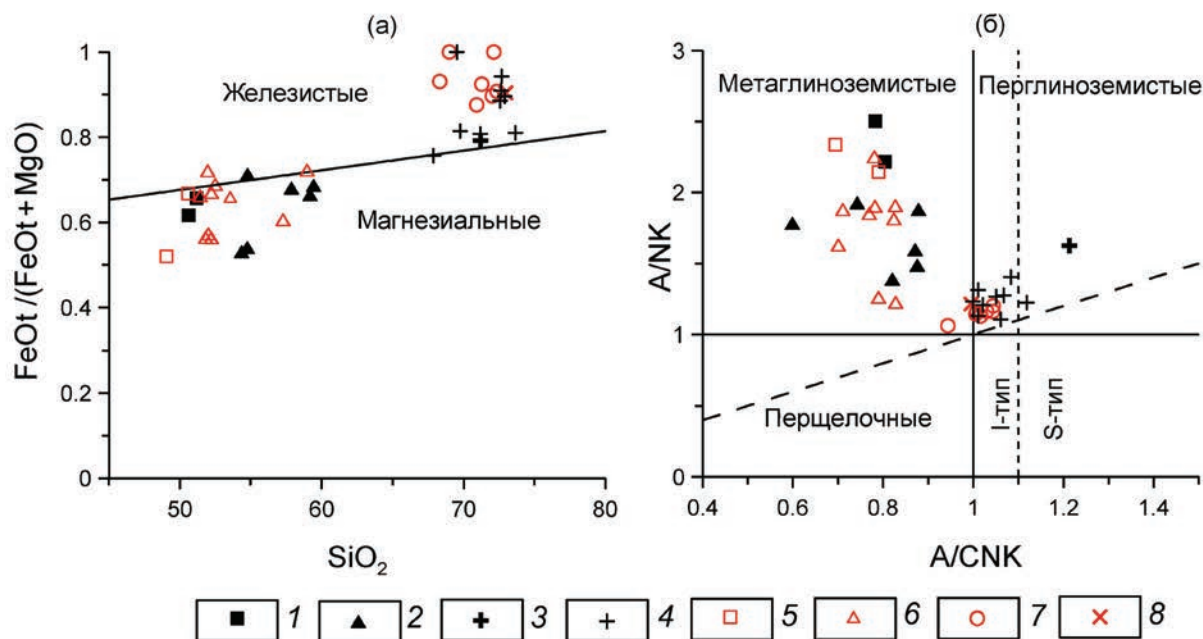 (а)
1
0.8
0.6
0.4
0.2
0
50
60
70
80
FeOt /(FeOt + MgO)
SiO₂
Железистые
Магнезиальные
(б)
3
2
1
0
0.4
0.6
0.8
1
1.2
1.4
A/NK
A/CNK
Метаглиноземистые
Перглиноземистые
Перщелочные
I-тип
S-тип
1
2
3
4
5
6
7
8